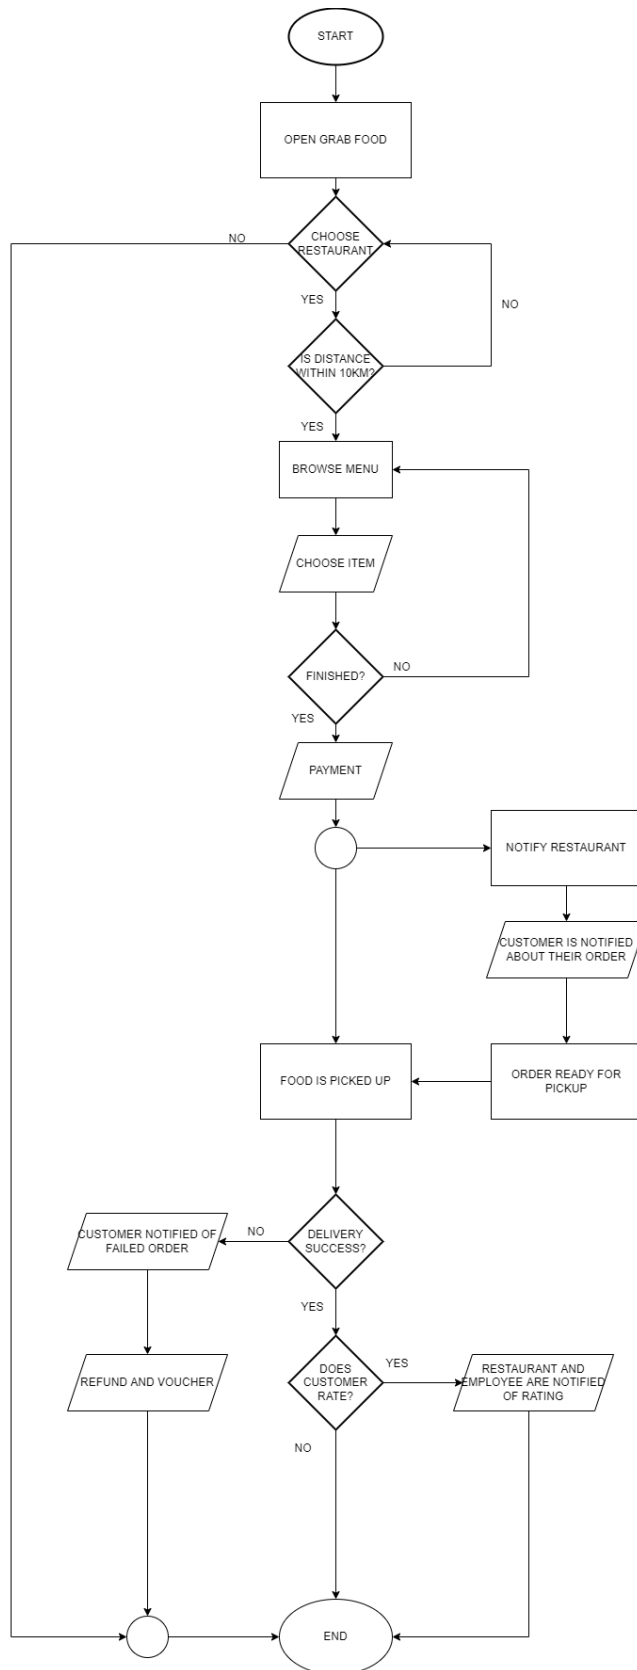 START
OPEN GRAB FOOD
NO
CHOOSE
RESTAURANT
YES
NO
IS DISTANCE
WITHIN 10KM?
YES
BROWSE MENU
CHOOSE ITEM
FINISHED?
NO
YES
PAYMENT
NOTIFY RESTAURANT
CUSTOMER IS NOTIFIED
ABOUT THEIR ORDER
FOOD IS PICKED UP
ORDER READY FOR
PICKUP
CUSTOMER NOTIFIED OF
FAILED ORDER
NO
DELIVERY
SUCCESS?
YES
REFUND AND VOUCHER
DOES
CUSTOMER
RATE?
YES
RESTAURANT AND
EMPLOYEE ARE NOTIFIED
OF RATING
NO
END